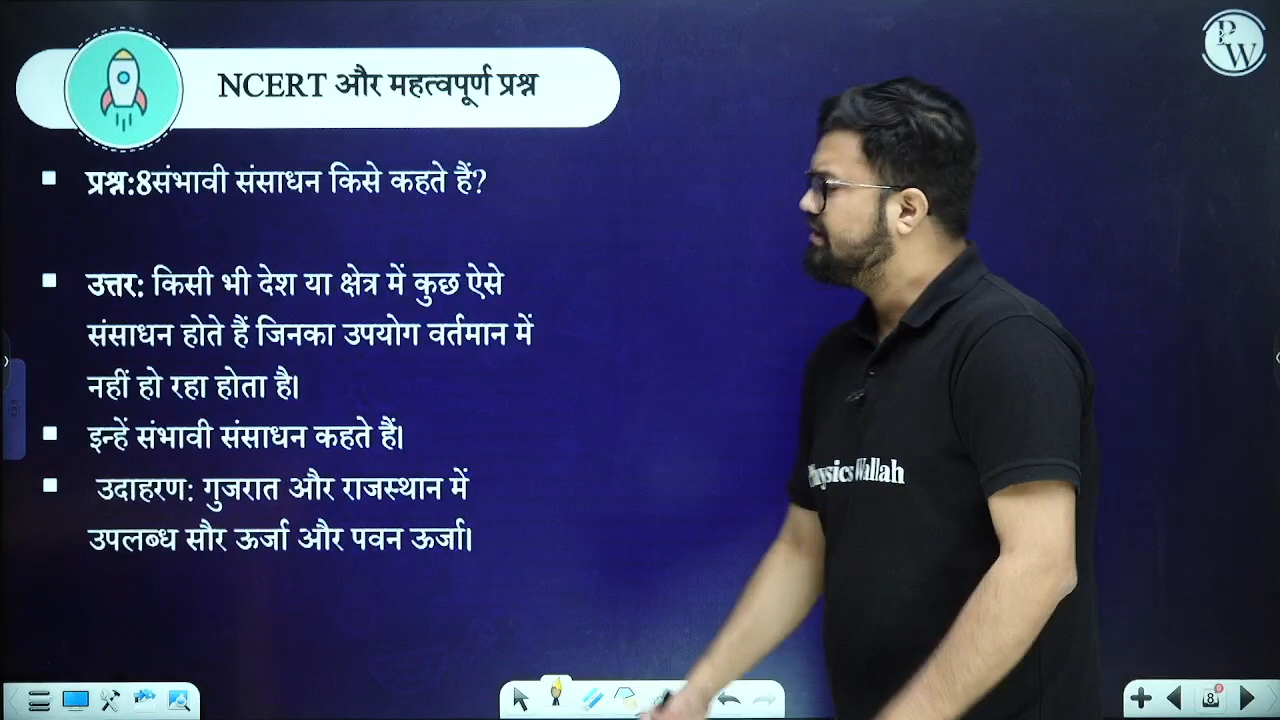 NCERT और महत्वपूर्ण प्रश्न
PW
प्रश्न:8संभावी संसाधन किसे कहते हैं?
उत्तर: किसी भी देश या क्षेत्र में कुछ ऐसे
संसाधन होते हैं जिनका उपयोग वर्तमान में
नहीं हो रहा होता है।
इन्हें संभावी संसाधन कहते हैं।
उदाहरण: गुजरात और राजस्थान में
उपलब्ध सौर ऊर्जा और पवन ऊर्जा।
Physics Wallah
8